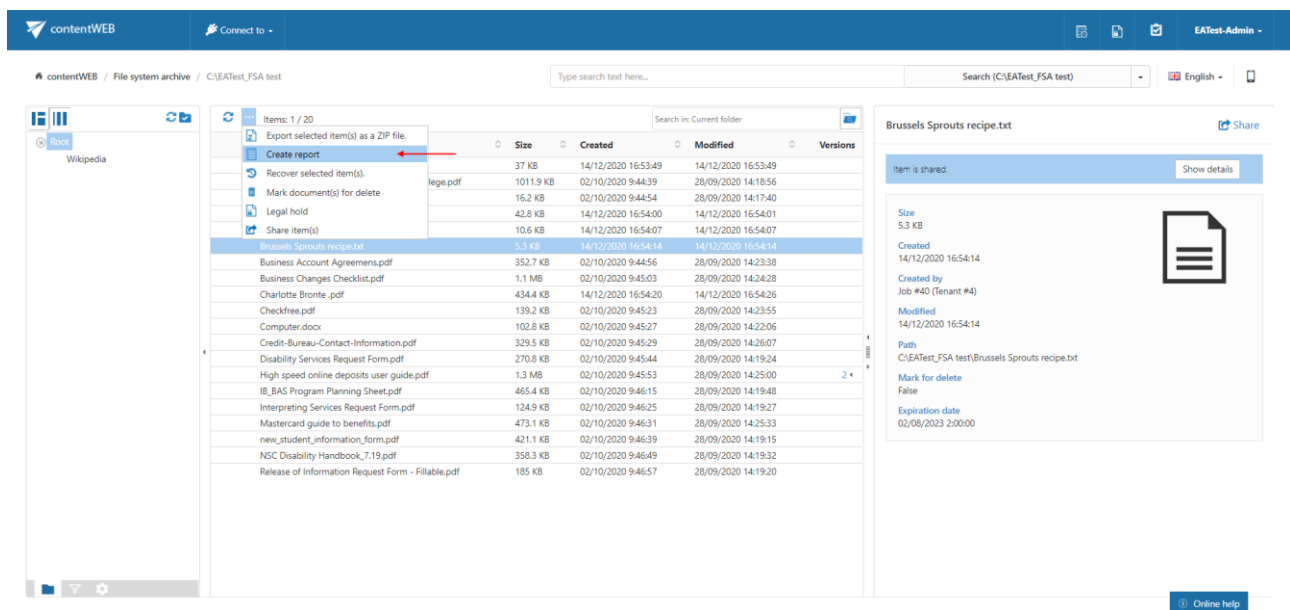 contentWEB Connect to EATest-Admin
contentWEB / File system archive / C:\EATest_FSA test Type search text here... Search (C:\EATest_FSA test) English
Items: 1 / 20 Search in: Current folder
Export selected item(s) as a ZIP file.
Create report
Recover selected item(s).
Mark document(s) for delete
Legal hold
Share item(s)
Root
Wikipedia
Size Created Modified Versions
37 KB 14/12/2020 16:53:49 14/12/2020 16:53:49
lege.pdf 1011.9 KB 02/10/2020 9:44:39 28/09/2020 14:18:56
16.2 KB 02/10/2020 9:44:54 28/09/2020 14:17:40
42.8 KB 14/12/2020 16:54:00 14/12/2020 16:54:01
10.6 KB 14/12/2020 16:54:07 14/12/2020 16:54:07
Brussels Sprouts recipe.txt 5.3 KB 14/12/2020 16:54:14 14/12/2020 16:54:14
Business Account Agreemens.pdf 352.7 KB 02/10/2020 9:44:56 28/09/2020 14:23:38
Business Changes Checklist.pdf 1.1 MB 02/10/2020 9:45:03 28/09/2020 14:24:28
Charlotte Bronte .pdf 434.4 KB 14/12/2020 16:54:20 14/12/2020 16:54:26
Checkfree.pdf 139.2 KB 02/10/2020 9:45:23 28/09/2020 14:23:55
Computer.docx 102.8 KB 02/10/2020 9:45:27 28/09/2020 14:22:06
Credit-Bureau-Contact-Information.pdf 329.5 KB 02/10/2020 9:45:29 28/09/2020 14:26:07
Disability Services Request Form.pdf 270.8 KB 02/10/2020 9:45:44 28/09/2020 14:19:24
High speed online deposits user guide.pdf 1.3 MB 02/10/2020 9:45:53 28/09/2020 14:25:00 2
IB_BAS Program Planning Sheet.pdf 465.4 KB 02/10/2020 9:46:15 28/09/2020 14:19:48
Interpreting Services Request Form.pdf 124.9 KB 02/10/2020 9:46:25 28/09/2020 14:19:27
Mastercard guide to benefits.pdf 473.1 KB 02/10/2020 9:46:31 28/09/2020 14:25:33
new_student_information_form.pdf 421.1 KB 02/10/2020 9:46:39 28/09/2020 14:19:15
NSC Disability Handbook_7.19.pdf 358.3 KB 02/10/2020 9:46:49 28/09/2020 14:19:32
Release of Information Request Form - Fillable.pdf 185 KB 02/10/2020 9:46:57 28/09/2020 14:19:20
Brussels Sprouts recipe.txt Share
Item is shared. Show details
Size
5.3 KB
Created
14/12/2020 16:54:14
Created by
Job #40 (Tenant #4)
Modified
14/12/2020 16:54:14
Path
C:\EATest_FSA test\Brussels Sprouts recipe.txt
Mark for delete
False
Expiration date
02/08/2023 2:00:00
Online help